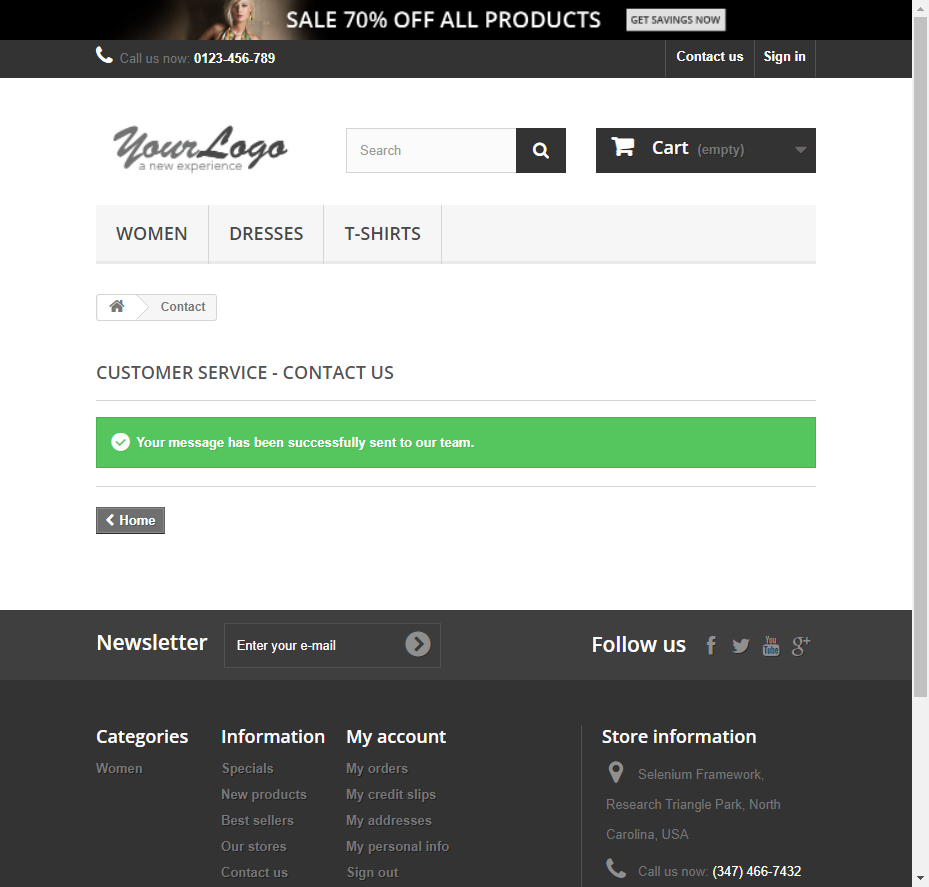 SALE 70% OFF ALL PRODUCTS GET SAVINGS NOW
Call us now: 0123-456-789 Contact us Sign in
YourLogo
a new experience
Search
Cart (empty)
WOMEN DRESSES T-SHIRTS
Contact
CUSTOMER SERVICE - CONTACT US
Your message has been successfully sent to our team.
Home
Newsletter Enter your e-mail Follow us f You Tube g+
Categories Information My account Store information
Women Specials My orders Selenium Framework,
New products My credit slips Research Triangle Park, North
Best sellers My addresses Carolina, USA
Our stores My personal info
Contact us Sign out Call us now: (347) 466-7432